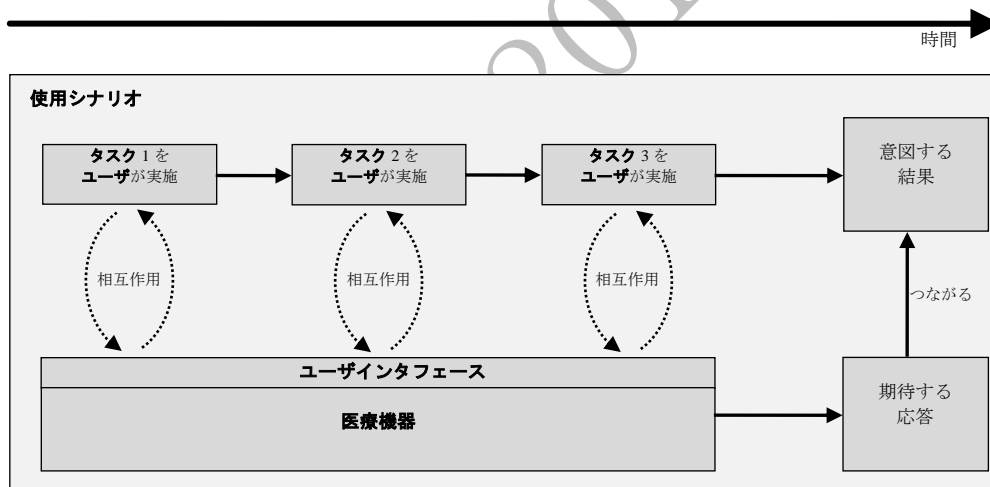 時間
使用シナリオ
タスク 1 を
ユーザが実施
タスク 2 を
ユーザが実施
タスク 3 を
ユーザが実施
意図する
結果
相互作用
相互作用
相互作用
つながる
ユーザインタフェース
医療機器
期待する
応答